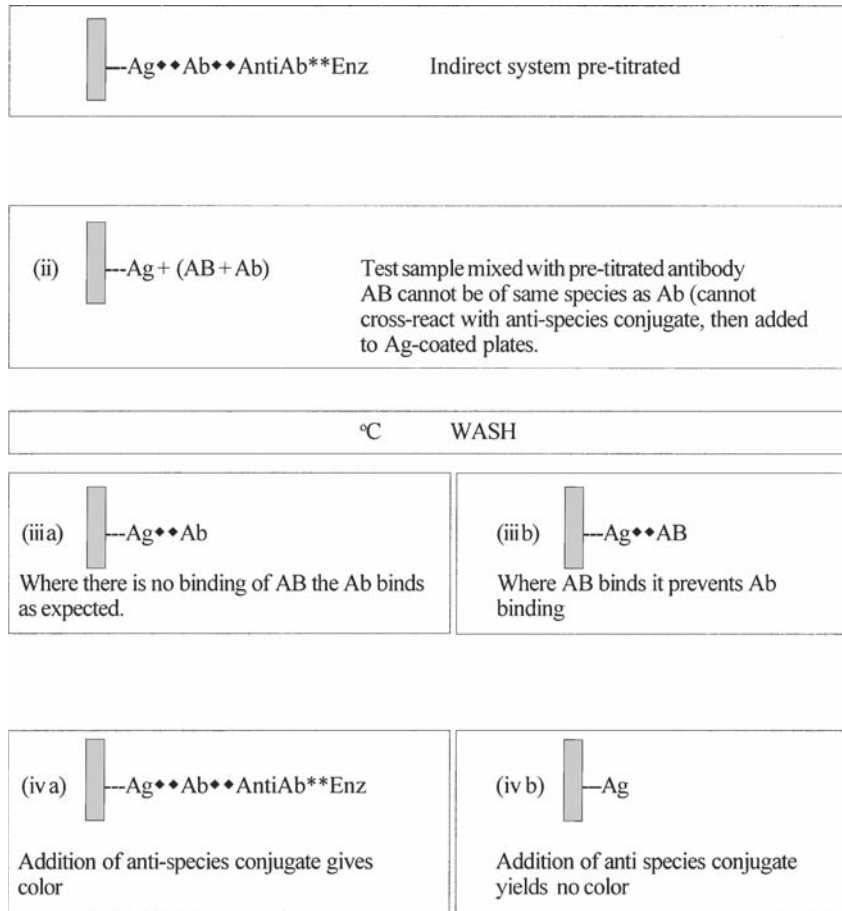 ---Ag◆◆Ab◆◆AntiAb**Enz Indirect system pre-titrated
(ii) ---Ag + (AB + Ab) Test sample mixed with pre-titrated antibody
AB cannot be of same species as Ab (cannot
cross-react with anti-species conjugate, then added
to Ag-coated plates.
°C WASH
(iii a) ---Ag◆◆Ab
Where there is no binding of AB the Ab binds
as expected.
(iii b) ---Ag◆◆AB
Where AB binds it prevents Ab
binding
(iv a) ---Ag◆◆Ab◆◆AntiAb**Enz
Addition of anti-species conjugate gives
color
(iv b) ---Ag
Addition of anti species conjugate
yields no color